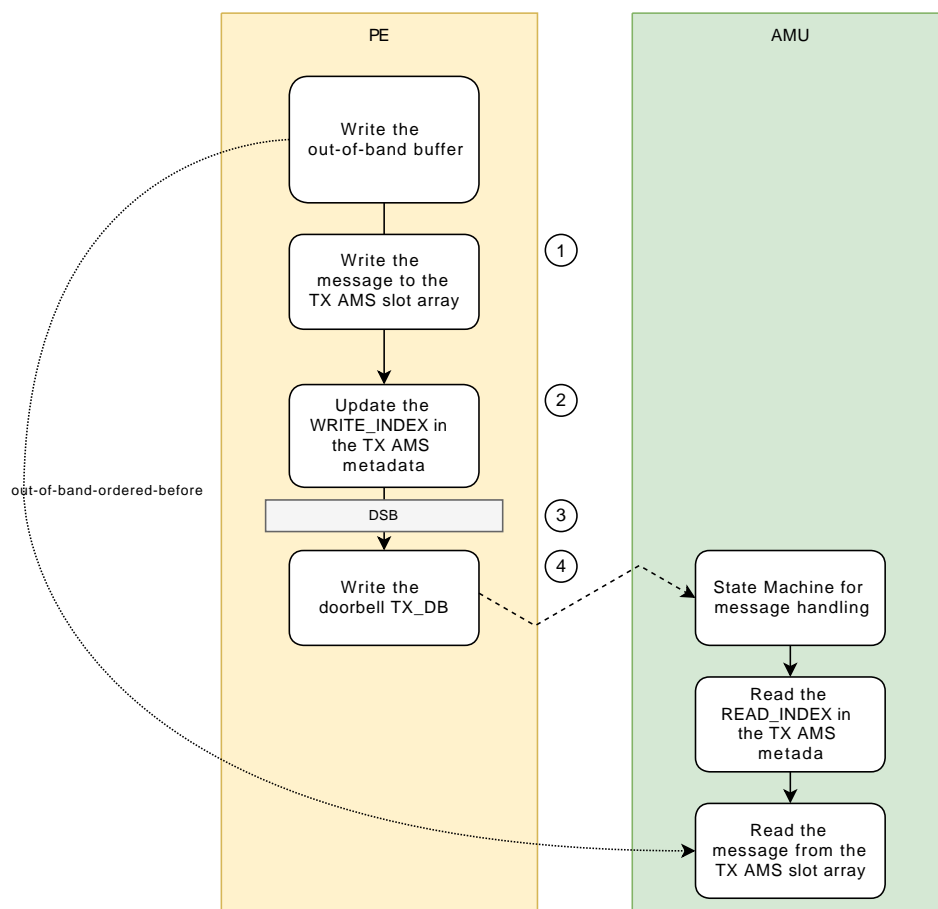 PE
AMU
Write the
out-of-band buffer
1
Write the
message to the
TX AMS slot array
2
Update the
WRITE_INDEX in
the TX AMS
metadata
out-of-band-ordered-before
DSB
3
4
Write the
doorbell TX_DB
State Machine for
message handling
Read the
READ_INDEX in
the TX AMS
metada
Read the
message from the
TX AMS slot array